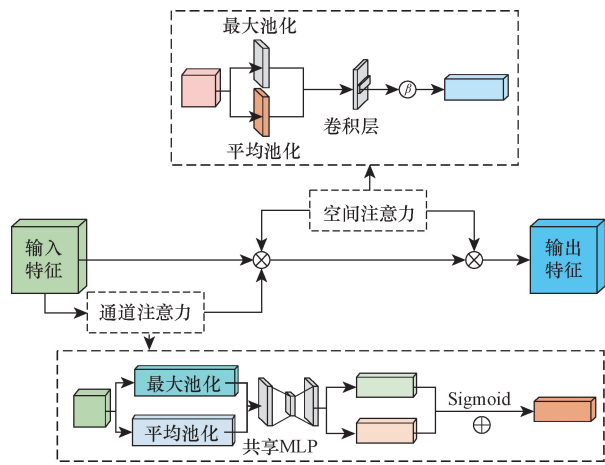 最大池化
β
卷积层
平均池化
空间注意力
输入
特征
输出
特征
通道注意力
最大池化
平均池化
共享MLP
Sigmoid